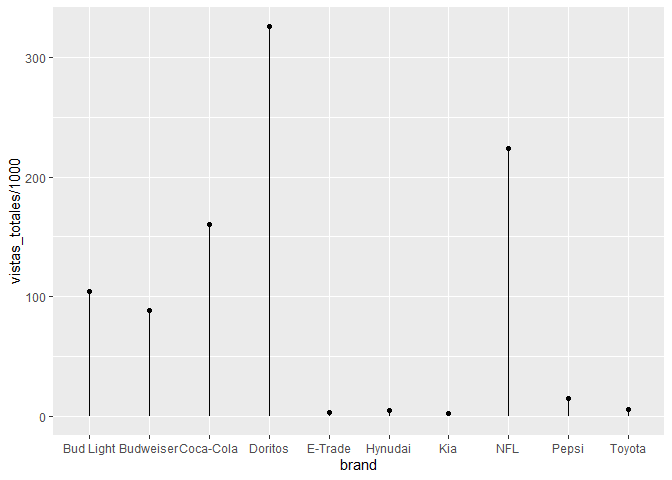 300
200
100
0
vistas_totales/1000
Bud Light Budweiser Coca-Cola Doritos E-Trade Hynudai Kia NFL Pepsi Toyota
brand